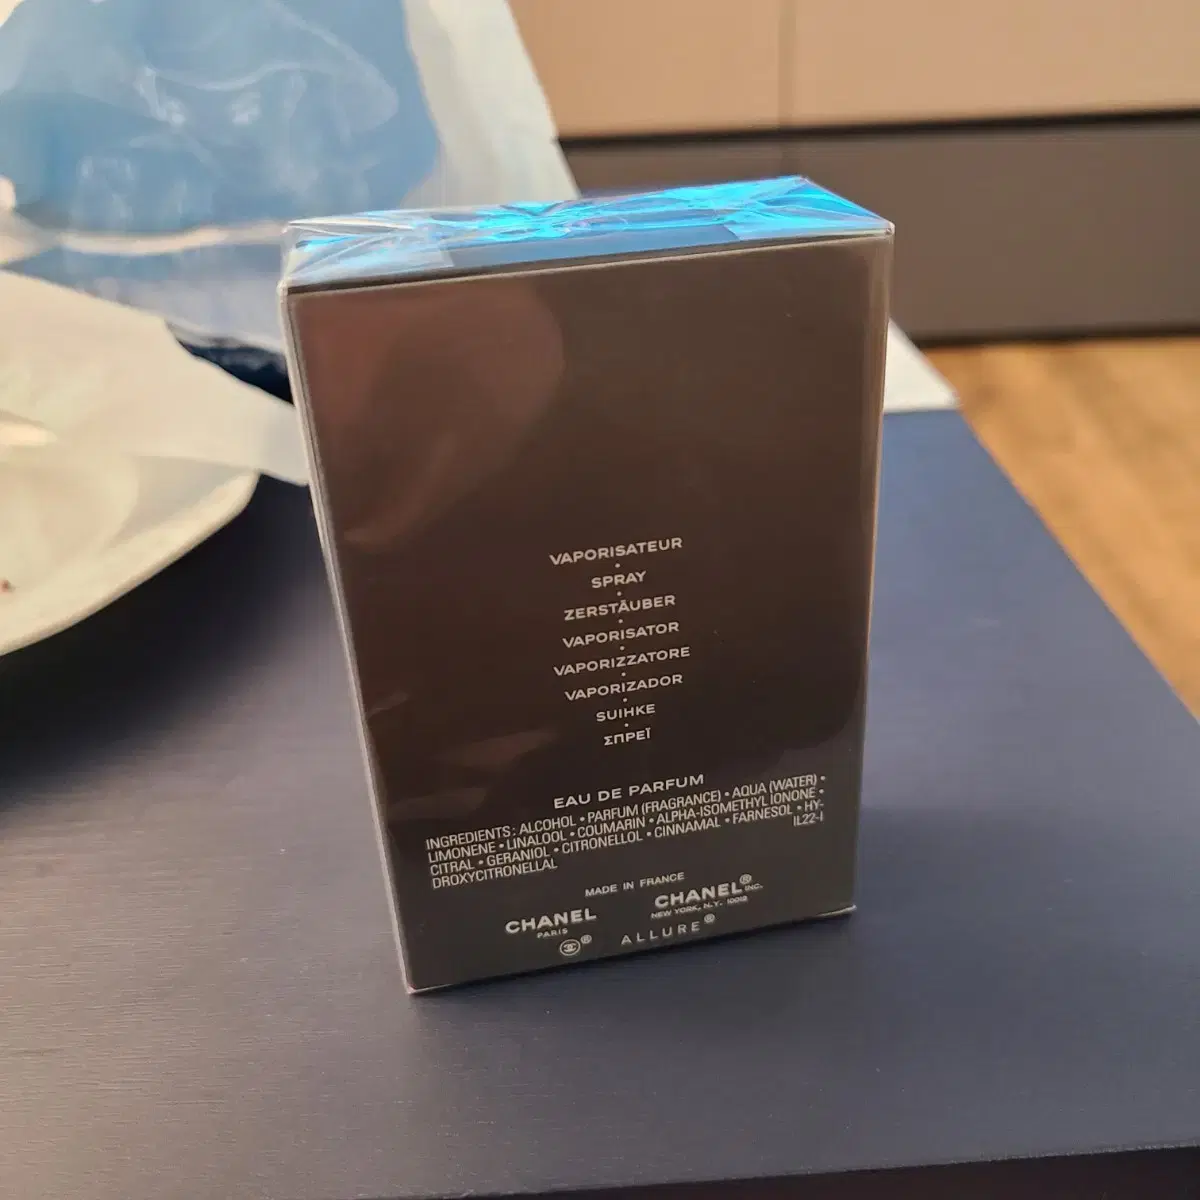 VAPORISATEUR
•
SPRAY
•
ZERSTÄUBER
•
VAPORISATOR
•
VAPORIZZATORE
•
VAPORIZADOR
•
SUIHKE
•
ΣΠΡΕΪ
EAU DE PARFUM
INGREDIENTS: ALCOHOL • PARFUM (FRAGRANCE) • AQUA (WATER) •
LIMONENE • LINALOOL • COUMARIN • ALPHA-ISOMETHYL IONONE •
CITRAL • GERANIOL • CITRONELLOL • CINNAMAL • FARNESOL • HY-
DROXYCITRONELLAL IL22-I
MADE IN FRANCE
CHANEL CHANEL® INC.
PARIS NEW YORK, N.Y. 10019
® ALLURE®